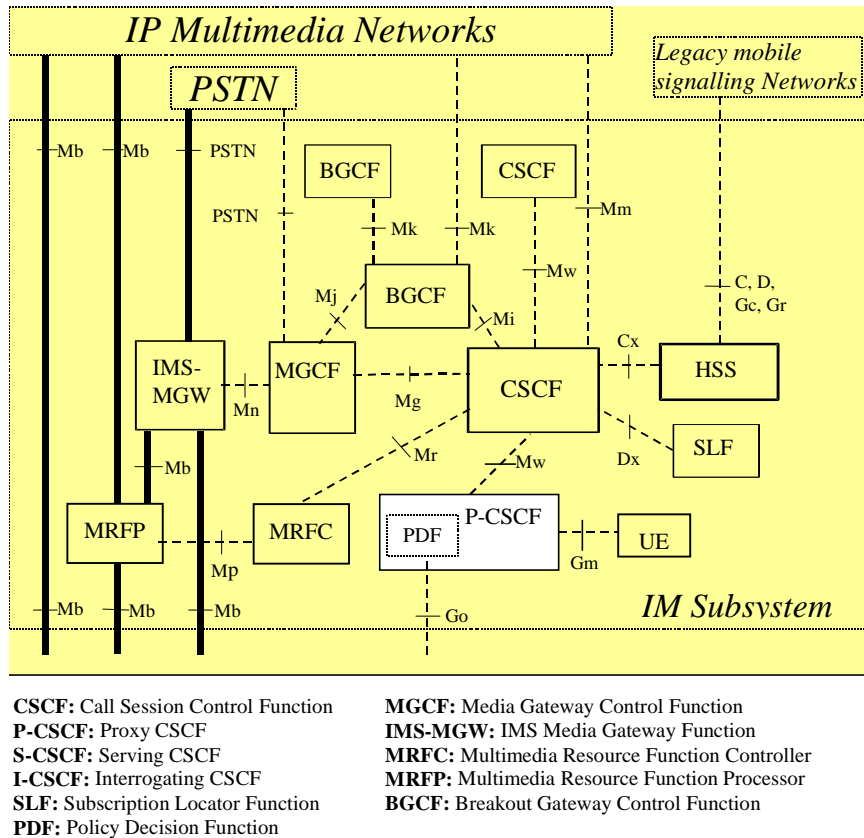 IP Multimedia Networks
Legacy mobile
signalling Networks
PSTN
Mb
Mb
PSTN
BGCF
CSCF
PSTN
Mk
Mk
Mm
Mw
C, D,
Gc, Gr
BGCF
Mj
Mi
Cx
IMS-
MGW
MGCF
CSCF
HSS
Mn
Mg
Mr
Dx
SLF
Mb
Mw
MRFP
MRFC
P-CSCF
PDF
UE
Mp
Gm
Mb
Mb
Mb
Go
IM Subsystem
CSCF: Call Session Control Function
P-CSCF: Proxy CSCF
S-CSCF: Serving CSCF
I-CSCF: Interrogating CSCF
SLF: Subscription Locator Function
PDF: Policy Decision Function
MGCF: Media Gateway Control Function
IMS-MGW: IMS Media Gateway Function
MRFC: Multimedia Resource Function Controller
MRFP: Multimedia Resource Function Processor
BGCF: Breakout Gateway Control Function